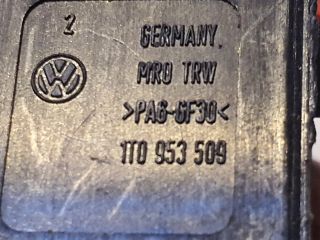 2
GERMANY
MRO TRW
>PA6-GF30<
1T0 953 509